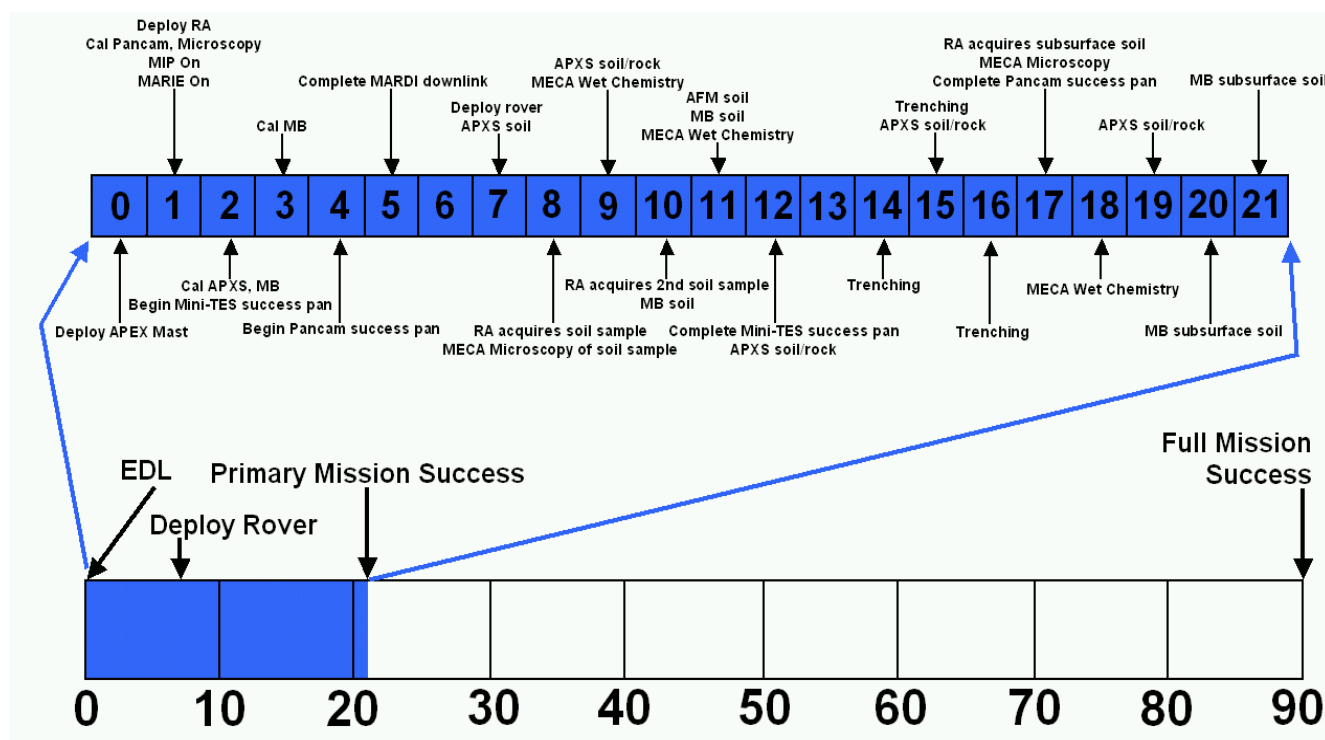 Deploy RA
Cal Pancam, Microscopy
MIP On
MARIE On
Cal MB
Complete MARDI downlink
Deploy rover
APXS soil
APXS soil/rock
MECA Wet Chemistry
AFM soil
MB soil
MECA Wet Chemistry
Trenching
APXS soil/rock
RA acquires subsurface soil
MECA Microscopy
Complete Pancam success pan
APXS soil/rock
MB subsurface soil
0 1 2 3 4 5 6 7 8 9 10 11 12 13 14 15 16 17 18 19 20 21
Deploy APEX Mast
Cal APXS, MB
Begin Mini-TES success pan
Begin Pancam success pan
RA acquires soil sample
MECA Microscopy of soil sample
RA acquires 2nd soil sample
MB soil
Complete Mini-TES success pan
APXS soil/rock
Trenching
Trenching
MECA Wet Chemistry
MB subsurface soil
EDL
Deploy Rover
Primary Mission Success
Full Mission
Success
0 10 20 30 40 50 60 70 80 90